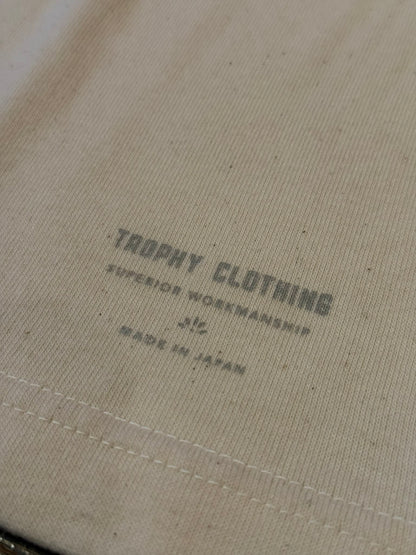 TROPHY CLOTHING
SUPERIOR WORKMANSHIP
MADE IN JAPAN